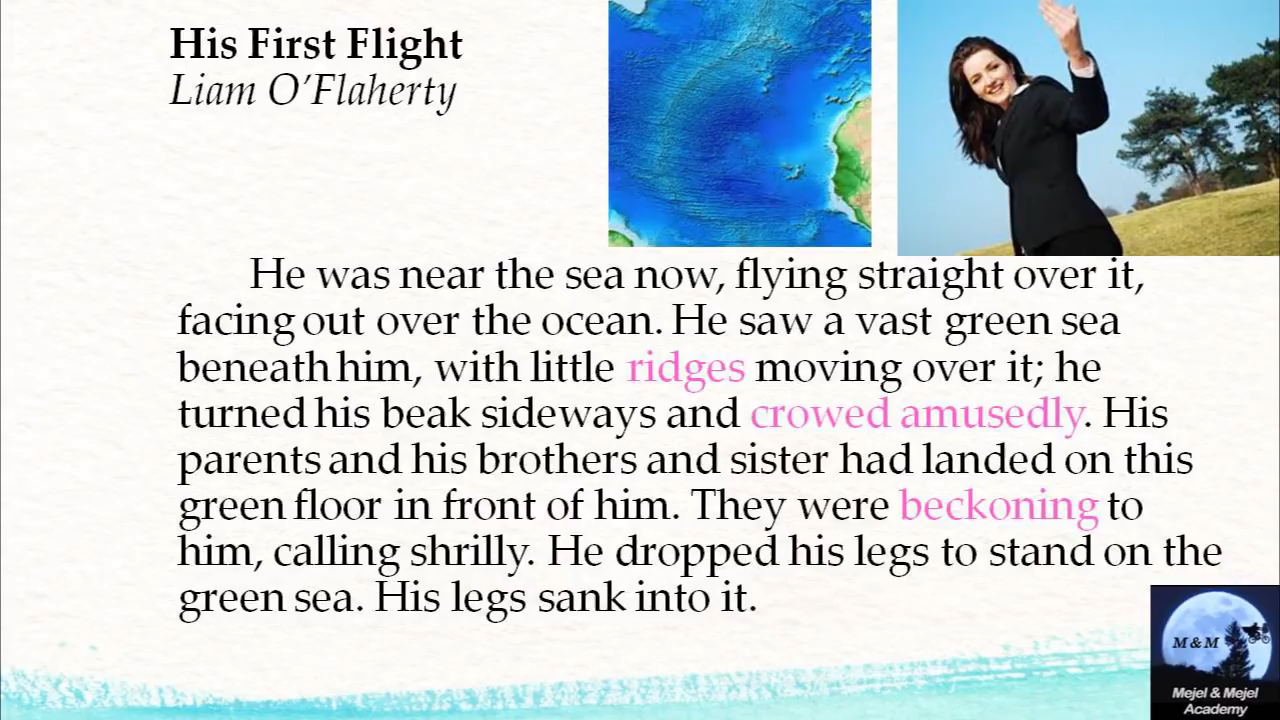 His First Flight
Liam O'Flaherty
He was near the sea now, flying straight over it,
facing out over the ocean. He saw a vast green sea
beneath him, with little ridges moving over it; he
turned his beak sideways and crowed amusedly. His
parents and his brothers and sister had landed on this
green floor in front of him. They were beckoning to
him, calling shrilly. He dropped his legs to stand on the
green sea. His legs sank into it.
M & M
Mejel & Mejel
Academy